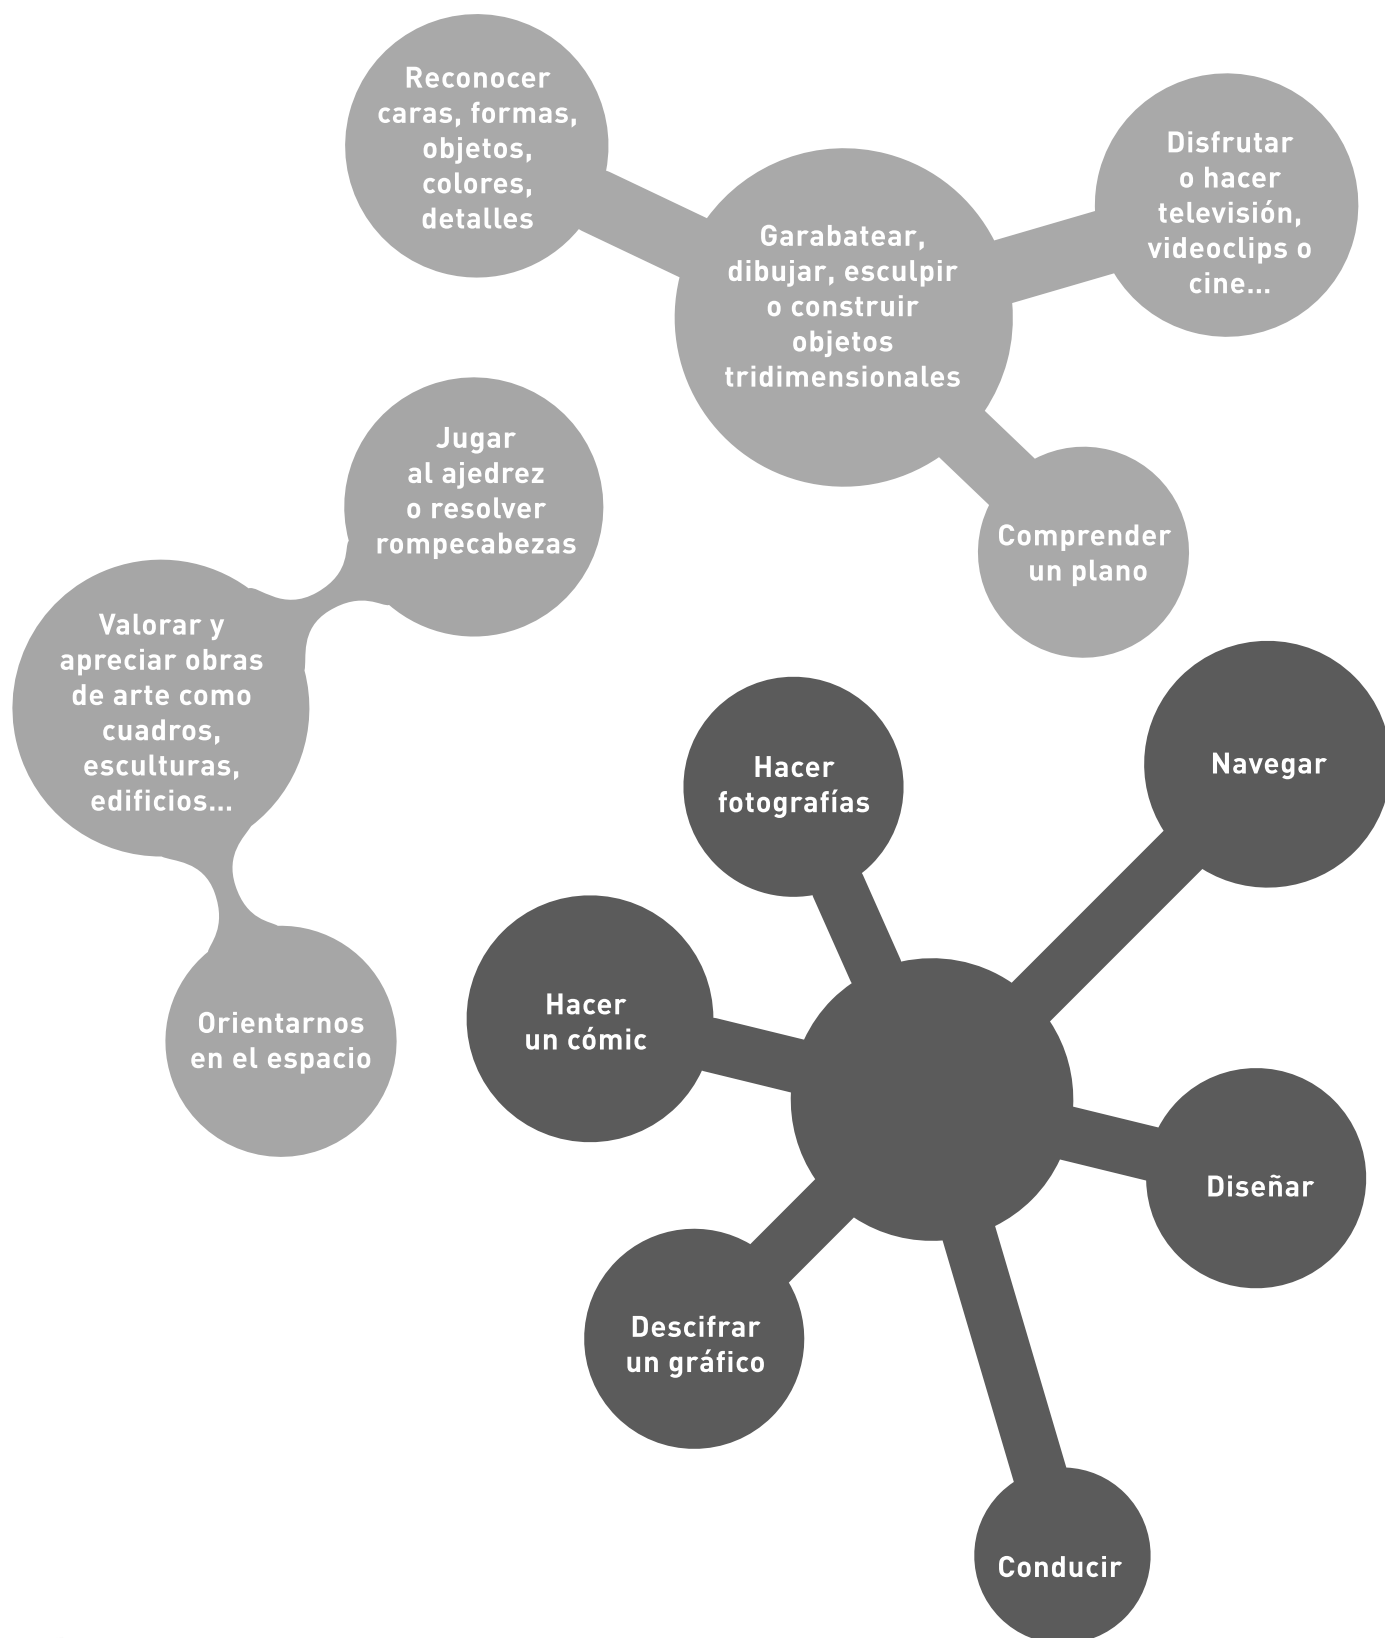 Reconocer
caras, formas,
objetos,
colores,
detalles
Garabatear,
dibujar, esculpir
o construir
objetos
tridimensionales
Disfrutar
o hacer
televisión,
videoclips o
cine...
Comprender
un plano
Jugar
al ajedrez
o resolver
rompecabezas
Valorar y
apreciar obras
de arte como
cuadros,
esculturas,
edificios...
Orientarnos
en el espacio
Hacer
fotografías
Navegar
Hacer
un cómic
Diseñar
Descifrar
un gráfico
Conducir